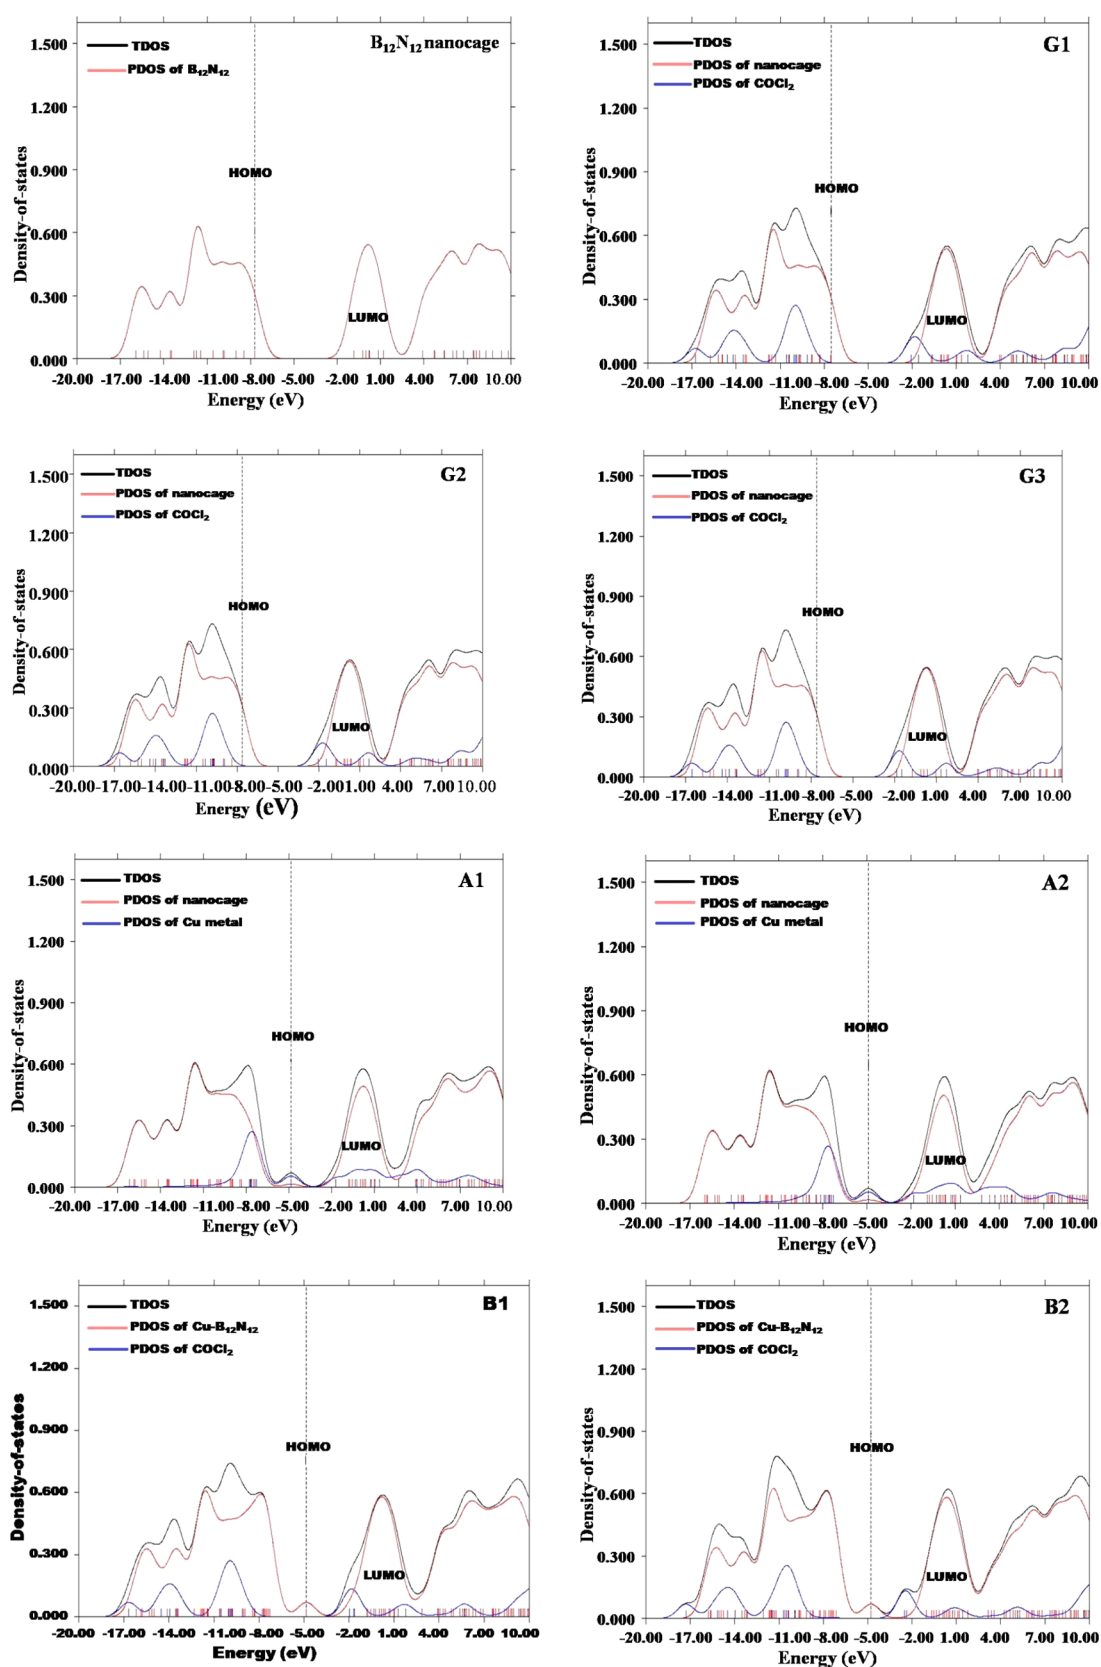 B₁₂N₁₂ nanocage
TDOS
PDOS of B₁₂N₁₂
HOMO
LUMO
Density-of-states
1.500
1.200
0.900
0.600
0.300
0.000
-20.00 -17.00 -14.00 -11.00 -8.00 -5.00 -2.00 1.00 4.00 7.00 10.00
Energy (eV)
G1
TDOS
PDOS of nanocage
PDOS of COCl₂
HOMO
LUMO
Density-of-states
1.500
1.200
0.900
0.600
0.300
0.000
-20.00 -17.00 -14.00 -11.00 -8.00 -5.00 -2.00 1.00 4.00 7.00 10.00
Energy (eV)
G2
TDOS
PDOS of nanocage
PDOS of COCl₂
HOMO
LUMO
Density-of-states
1.500
1.200
0.900
0.600
0.300
0.000
-20.00 -17.00 -14.00 -11.00 -8.00 -5.00 -2.00 1.00 4.00 7.00 10.00
Energy (eV)
G3
TDOS
PDOS of nanocage
PDOS of COCl₂
HOMO
LUMO
Density-of-states
1.500
1.200
0.900
0.600
0.300
0.000
-20.00 -17.00 -14.00 -11.00 -8.00 -5.00 -2.00 1.00 4.00 7.00 10.00
Energy (eV)
A1
TDOS
PDOS of nanocage
PDOS of Cu metal
HOMO
LUMO
Density-of-states
1.500
1.200
0.900
0.600
0.300
0.000
-20.00 -17.00 -14.00 -11.00 -8.00 -5.00 -2.00 1.00 4.00 7.00 10.00
Energy (eV)
A2
TDOS
PDOS of nanocage
PDOS of Cu metal
HOMO
LUMO
Density-of-states
1.500
1.200
0.900
0.600
0.300
0.000
-20.00 -17.00 -14.00 -11.00 -8.00 -5.00 -2.00 1.00 4.00 7.00 10.00
Energy (eV)
B1
TDOS
PDOS of Cu-B₁₂N₁₂
PDOS of COCl₂
HOMO
LUMO
Density-of-states
1.500
1.200
0.900
0.600
0.300
0.000
-20.00 -17.00 -14.00 -11.00 -8.00 -5.00 -2.00 1.00 4.00 7.00 10.00
Energy (eV)
B2
TDOS
PDOS of Cu-B₁₂N₁₂
PDOS of COCl₂
HOMO
LUMO
Density-of-states
1.500
1.200
0.900
0.600
0.300
0.000
-20.00 -17.00 -14.00 -11.00 -8.00 -5.00 -2.00 1.00 4.00 7.00 10.00
Energy (eV)